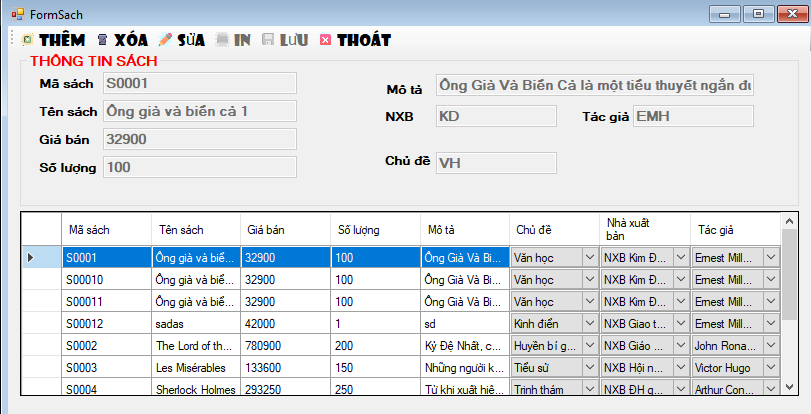 FormSach
THÊM XÓA SỬA IN LƯU THOÁT
THÔNG TIN SÁCH
Mã sách S0001
Mô tả Ông Già Và Biển Cả là một tiểu thuyết ngắn đu
Tên sách Ông già và biển cả 1
NXB KD Tác giả EMH
Giá bán 32900
Chủ đề VH
Số lượng 100
Mã sách Tên sách Giá bán Số lượng Mô tả Chủ đề Nhà xuất bản Tác giả
S0001 Ông già và biể... 32900 100 Ông Già Và Bi... Văn học NXB Kim Đ... Ernest Mill...
S00010 Ông già và biể... 32900 100 Ông Già Và Bi... Văn học NXB Kim Đ... Ernest Mill...
S00011 Ông già và biể... 32900 100 Ông Già Và Bi... Văn học NXB Kim Đ... Ernest Mill...
S00012 sadas 42000 1 sd Kinh điển NXB Giao t... Ernest Mill...
S0002 The Lord of th... 780900 200 Kỷ Đệ Nhất, c... Huyền bí g... NXB Giáo ... John Rona...
S0003 Les Misérables 133600 150 Những người k... Tiểu sử NXB Hội n... Victor Hugo
S0004 Sherlock Holmes 293250 250 Từ khi xuất hiệ... Trinh thám NXB ĐH q... Arthur Con...